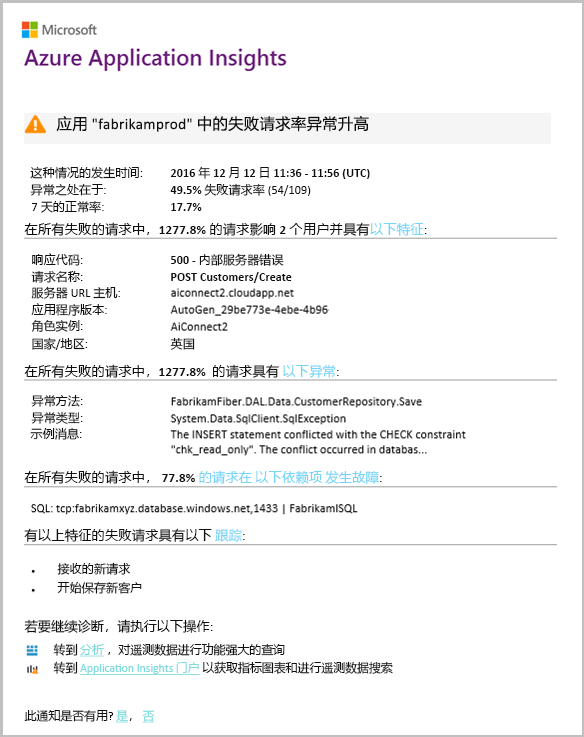 Microsoft
Azure Application Insights
应用 "fabrikamprod" 中的失败请求率异常升高
这种情况的发生时间: 2016 年 12 月 12 日 11:36 - 11:56 (UTC)
异常之处在于: 49.5% 失败请求率 (54/109)
7 天的正常率: 17.7%
在所有失败的请求中，1277.8% 的请求影响 2 个用户并具有以下特征:
响应代码: 500 - 内部服务器错误
请求名称: POST Customers/Create
服务器 URL 主机: aiconnect2.cloudapp.net
应用程序版本: AutoGen_29be773e-4ebe-4b96
角色实例: AiConnect2
国家/地区: 英国
在所有失败的请求中，1277.8% 的请求具有 以下异常:
异常方法: FabrikamFiber.DAL.Data.CustomerRepository.Save
异常类型: System.Data.SqlClient.SqlException
示例消息: The INSERT statement conflicted with the CHECK constraint
"chk_read_only". The conflict occurred in databas...
在所有失败的请求中， 77.8% 的请求在 以下依赖项 发生故障:
SQL: tcp:fabrikamxyz.database.windows.net,1433 | FabrikamISQL
有以上特征的失败请求具有以下 跟踪:
• 接收的新请求
• 开始保存新客户
若要继续诊断，请执行以下操作:
转到 分析 ，对遥测数据进行功能强大的查询
转到 Application Insights 门户 以获取指标图表和进行遥测数据搜索
此通知是否有用? 是， 否